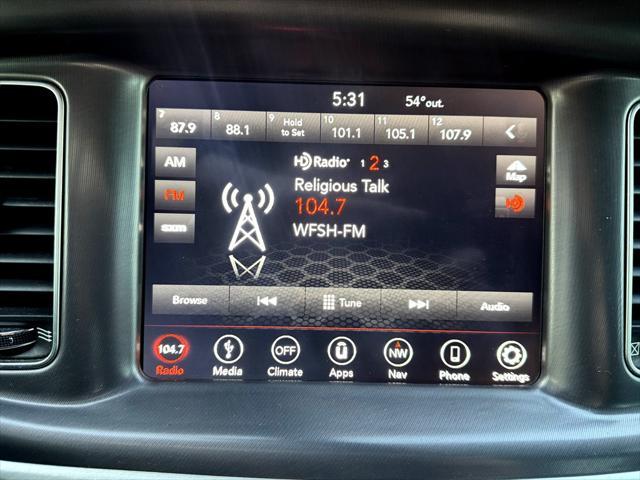 5:31 54°out.
7 87.9 8 88.1 9 Hold to Set 10 101.1 11 105.1 12 107.9
AM
HD Radio 1 2 3
Map
Religious Talk
FM
104.7
HD
WFSH-FM
SXM
Browse Tune Audio
104.7 OFF NW
Radio Media Climate Apps Nav Phone Settings